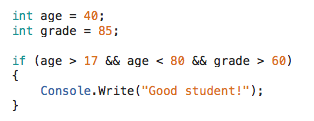 int age = 40;
int grade = 85;

if (age > 17 && age < 80 && grade > 60)
{
    Console.Write("Good student!");
}